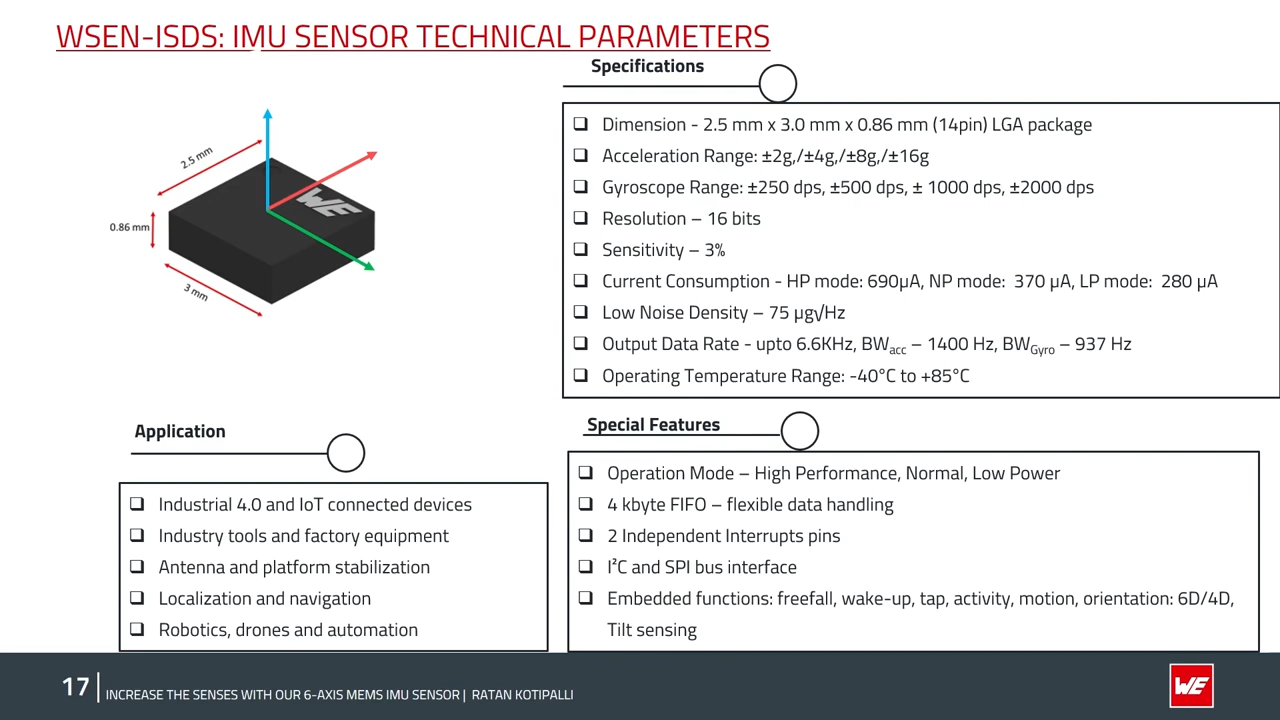 WSEN-ISDS: IMU SENSOR TECHNICAL PARAMETERS
Specifications
❑ Dimension - 2.5 mm x 3.0 mm x 0.86 mm (14pin) LGA package
❑ Acceleration Range: ±2g,/±4g,/±8g,/±16g
❑ Gyroscope Range: ±250 dps, ±500 dps, ± 1000 dps, ±2000 dps
❑ Resolution – 16 bits
❑ Sensitivity – 3%
❑ Current Consumption - HP mode: 690µA, NP mode:  370 µA, LP mode:  280 µA
❑ Low Noise Density – 75 µg√/Hz
❑ Output Data Rate - upto 6.6KHz, BWacc – 1400 Hz, BWGyro – 937 Hz
❑ Operating Temperature Range: -40°C to +85°C
2.5 mm
0.86 mm
3 mm
WE
Application
❑ Industrial 4.0 and IoT connected devices
❑ Industry tools and factory equipment
❑ Antenna and platform stabilization
❑ Localization and navigation
❑ Robotics, drones and automation
Special Features
❑ Operation Mode – High Performance, Normal, Low Power
❑ 4 kbyte FIFO – flexible data handling
❑ 2 Independent Interrupts pins
❑ I²C and SPI bus interface
❑ Embedded functions: freefall, wake-up, tap, activity, motion, orientation: 6D/4D,
Tilt sensing
17 | INCREASE THE SENSES WITH OUR 6-AXIS MEMS IMU SENSOR | RATAN KOTIPALLI
WE